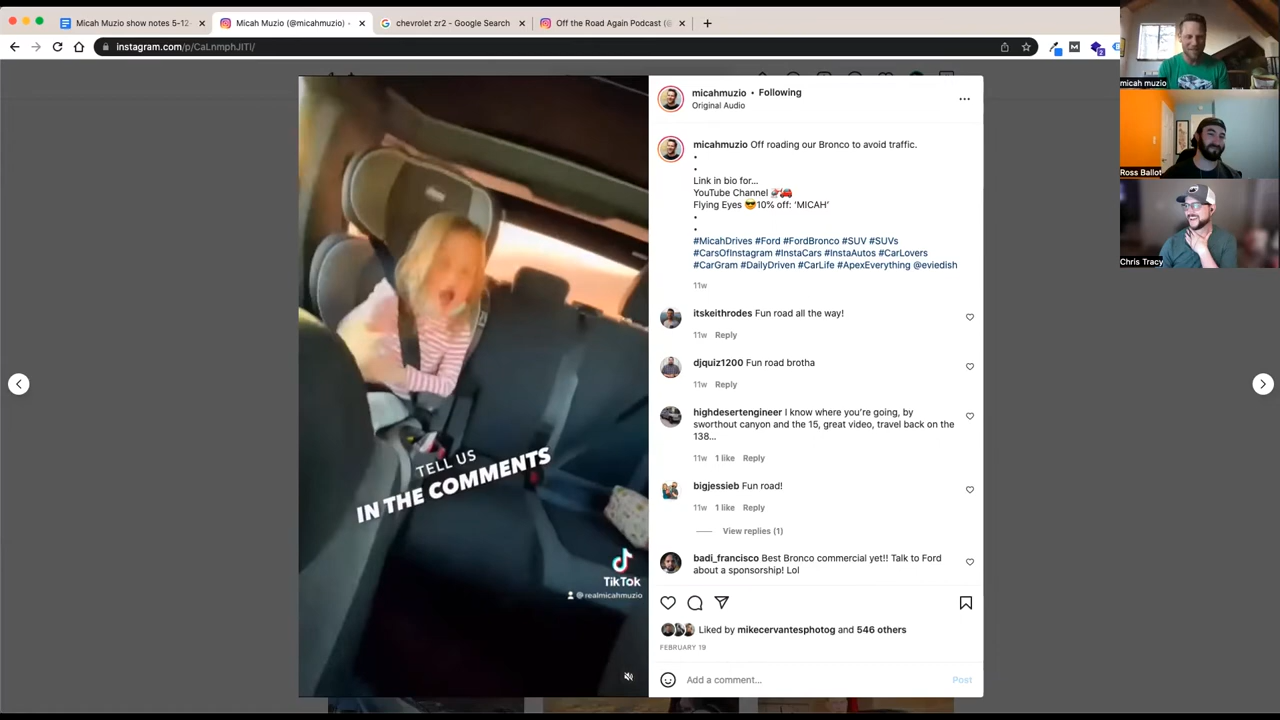 Micah Muzio show notes 5-12-
Micah Muzio (@micahmuzio) •
chevrolet zr2 - Google Search
Off the Road Again Podcast (@
instagram.com/p/CaLnmphJITl/
micahmuzio • Following
Original Audio
micahmuzio Off roading our Bronco to avoid traffic.
•
•
Link in bio for...
YouTube Channel
Flying Eyes 😎10% off: ‘MICAH’
•
•
#MicahDrives #Ford #FordBronco #SUV #SUVs
#CarsOfInstagram #InstaCars #InstaAutos #CarLovers
#CarGram #DailyDriven #CarLife #ApexEverything @eviedish
11w
itskeithrodes Fun road all the way!
11w Reply
djquiz1200 Fun road brotha
11w Reply
highdesertengineer I know where you're going, by
sworthout canyon and the 15, great video, travel back on the
138...
11w 1 like Reply
bigjessieb Fun road!
11w 1 like Reply
View replies (1)
badi_francisco Best Bronco commercial yet!! Talk to Ford
about a sponsorship! Lol
Liked by mikecervantesphotog and 546 others
FEBRUARY 19
Add a comment...
Post
TELL US
IN THE COMMENTS
TikTok
@realmicahmuzio
micah muzio
Ross Ballot
Chris Tracy